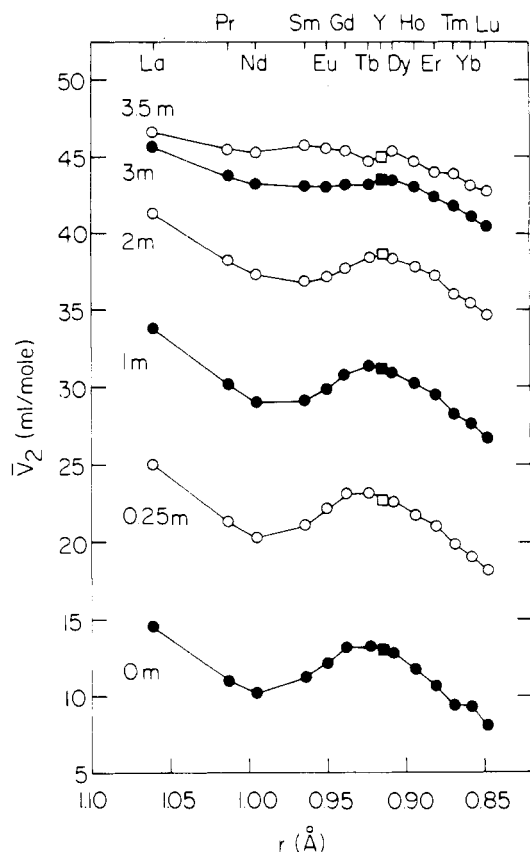 Pr Sm Gd Y Ho Tm Lu
La Nd Eu Tb Dy Er Yb
50
45
40
35
30
25
20
15
10
5
3.5m
3m
2m
1m
0.25m
0m
V̄₂ (ml/mole)
1.10 1.05 1.00 0.95 0.90 0.85
r (Å)